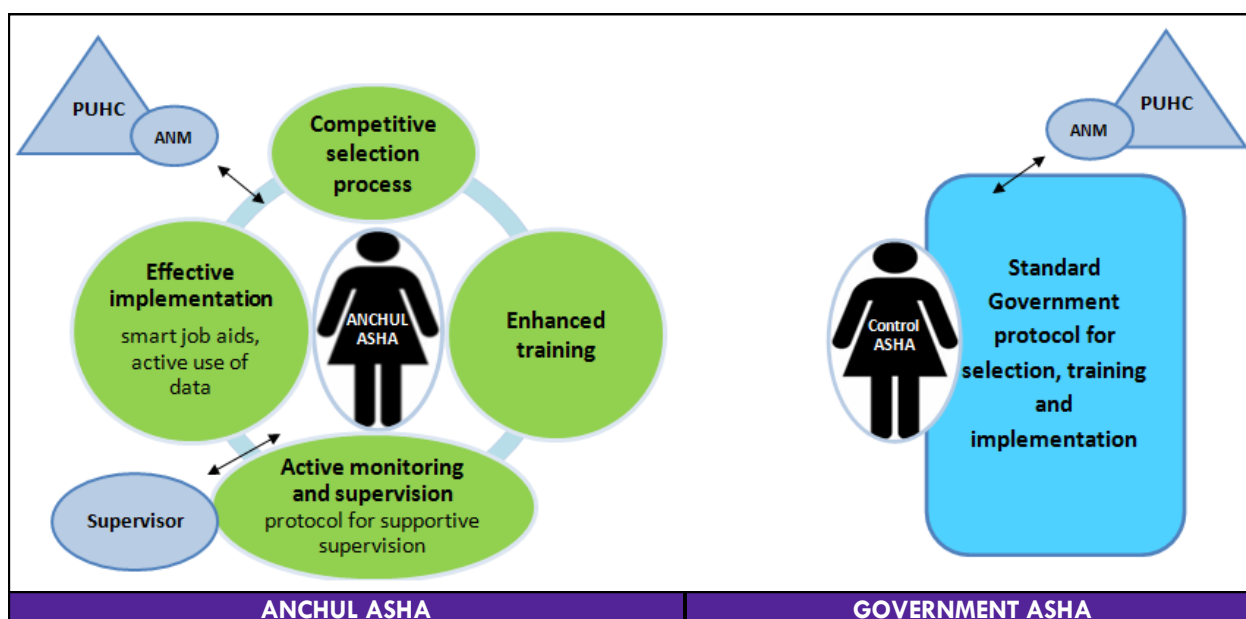 PUHC
ANM
Competitive
selection
process
Effective
implementation
smart job aids,
active use of
data
ANCHUL
ASHA
Enhanced
training
Active monitoring
and supervision
protocol for supportive
supervision
Supervisor
ANCHUL ASHA
PUHC
ANM
Control
ASHA
Standard
Government
protocol for
selection, training
and
implementation
GOVERNMENT ASHA